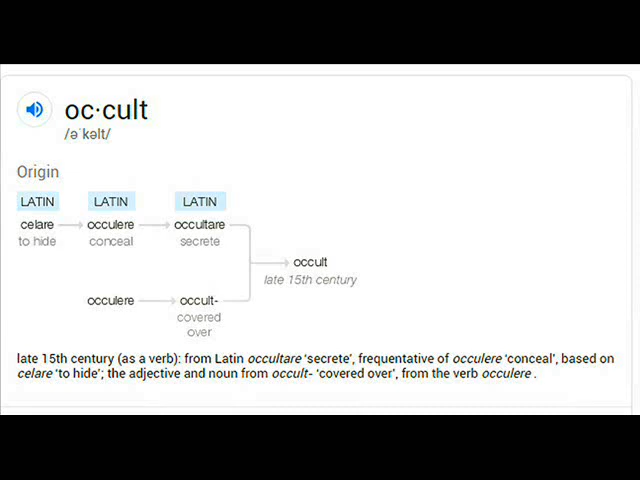 oc·cult
/əˈkəlt/
Origin
LATIN LATIN LATIN
celare occulere occultare
to hide conceal secrete
occult
late 15th century
occulere occult-
covered
over
late 15th century (as a verb): from Latin occultare ‘secrete’, frequentative of occulere ‘conceal’, based on
celare ‘to hide’; the adjective and noun from occult- ‘covered over’, from the verb occulere .